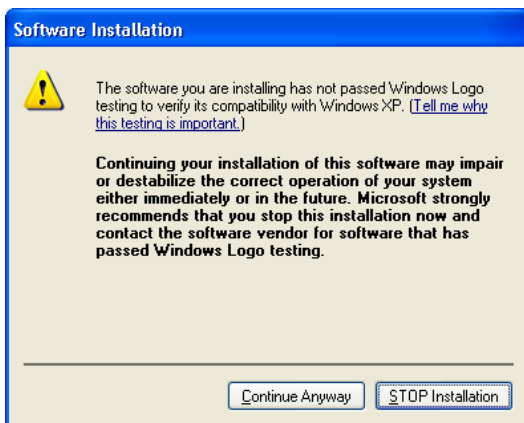 Software Installation
The software you are installing has not passed Windows Logo
testing to verify its compatibility with Windows XP. (Tell me why
this testing is important.)
Continuing your installation of this software may impair
or destabilize the correct operation of your system
either immediately or in the future. Microsoft strongly
recommends that you stop this installation now and
contact the software vendor for software that has
passed Windows Logo testing.
Continue Anyway
STOP Installation